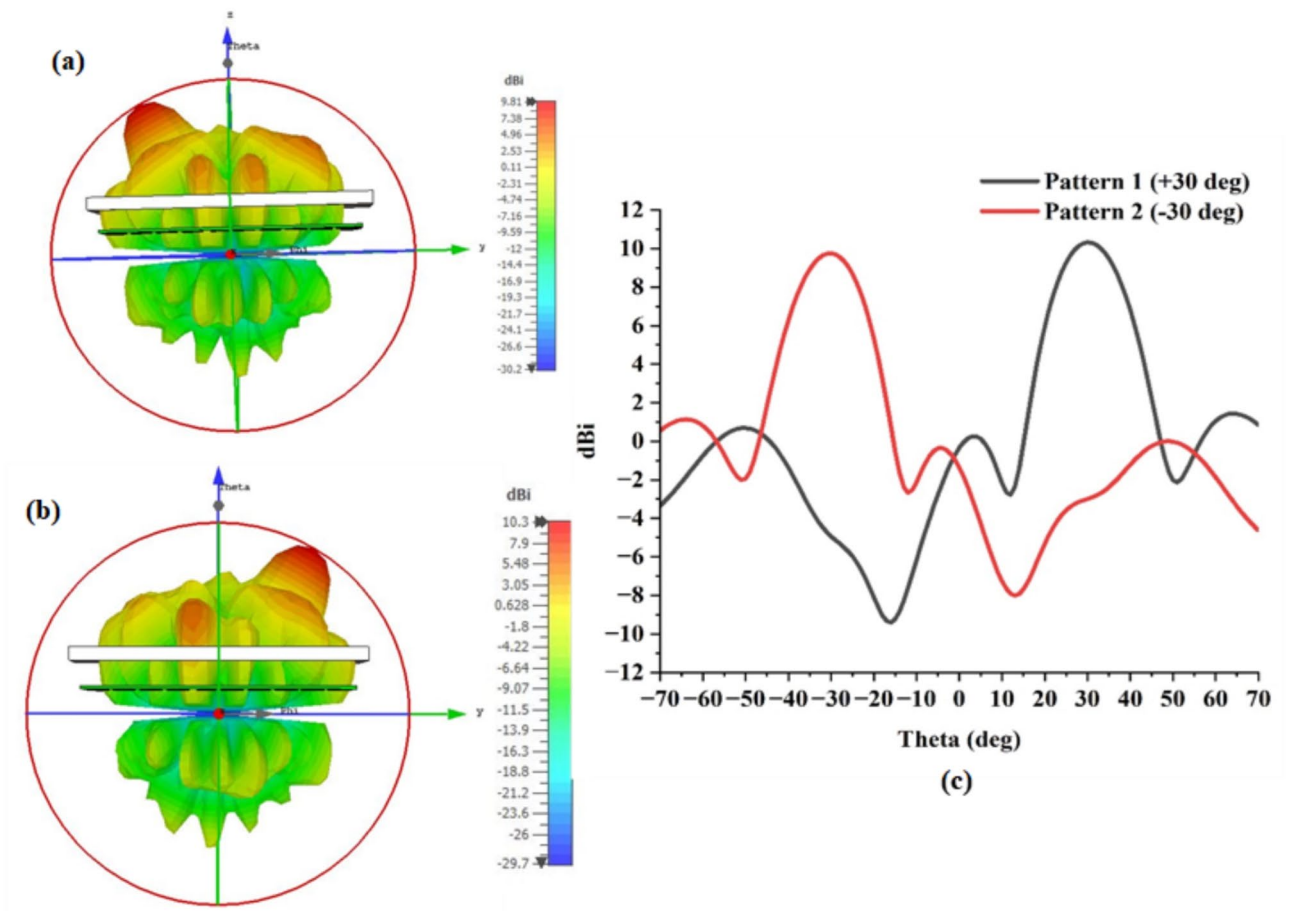 (a)
z
Theta
dBi
9.81
7.38
4.96
2.53
0.11
-2.31
-4.74
-7.16
-9.59
-12
-14.4
-16.9
-19.3
-21.7
-24.1
-26.6
-30.2
Phi
y
(b)
Theta
dBi
10.3
7.9
5.48
3.05
0.628
-1.8
-4.22
-6.64
-9.07
-11.5
-13.9
-16.3
-18.8
-21.2
-23.6
-26
-29.7
Phi
y
Pattern 1 (+30 deg)
Pattern 2 (-30 deg)
12
10
8
6
4
2
0
−2
−4
−6
−8
−10
−12
dBi
−70 −60 −50 −40 −30 −20 −10 0 10 20 30 40 50 60 70
Theta (deg)
(c)